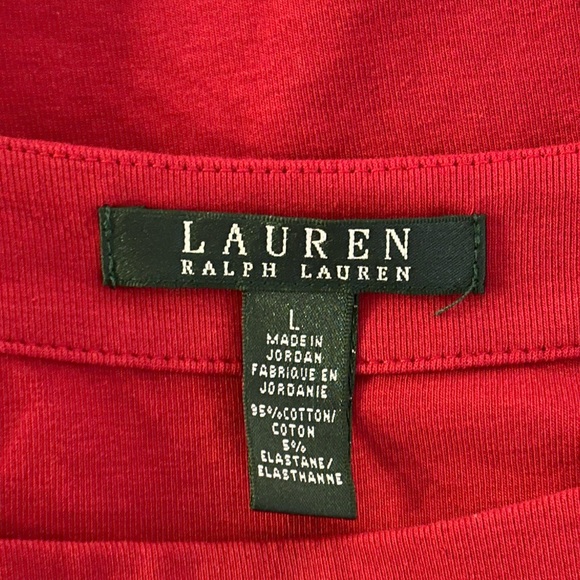 LAUREN
RALPH LAUREN
L
MADE IN
JORDAN
FABRIQUE EN
JORDANIE
95%COTTON/
COTON
5%
ELASTANE/
ELASTHANNE